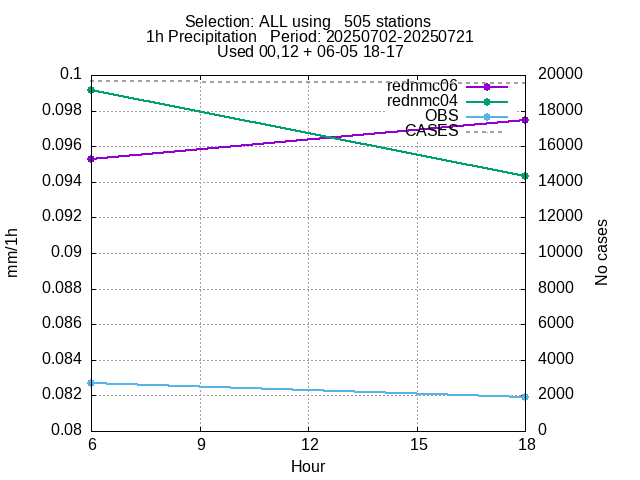 Selection: ALL using   505 stations
1h Precipitation   Period: 20250702-20250721
Used 00,12 + 06-05 18-17
0.1
0.098
0.096
0.094
0.092
0.09
0.088
0.086
0.084
0.082
0.08
mm/1h
rednmc06
rednmc04
OBS
CASES
20000
18000
16000
14000
12000
10000
8000
6000
4000
2000
0
No cases
6 9 12 15 18
Hour